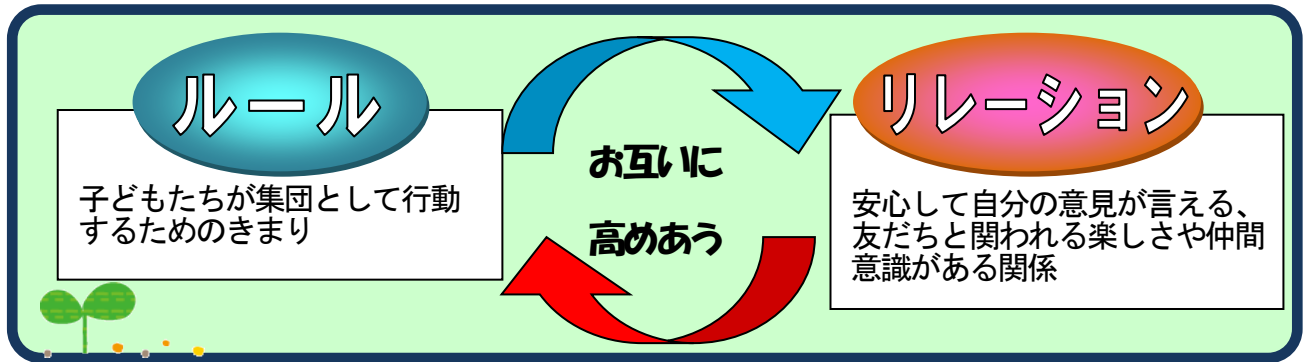 ルール
子どもたちが集団として行動
するためのきまり
お互いに
高めあう
リレーション
安心して自分の意見が言える、
友だちと関われる楽しさや仲間
意識がある関係